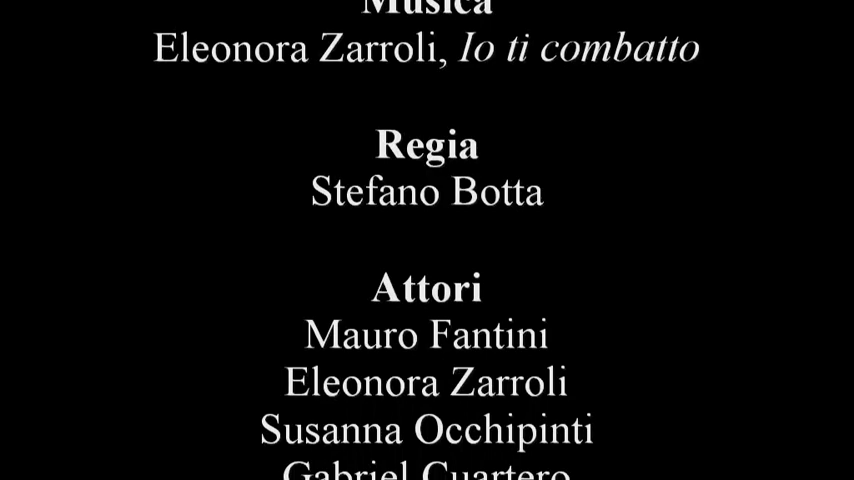 Musica
Eleonora Zarroli, Io ti combatto
Regia
Stefano Botta
Attori
Mauro Fantini
Eleonora Zarroli
Susanna Occhipinti
Gabriel Cuartero